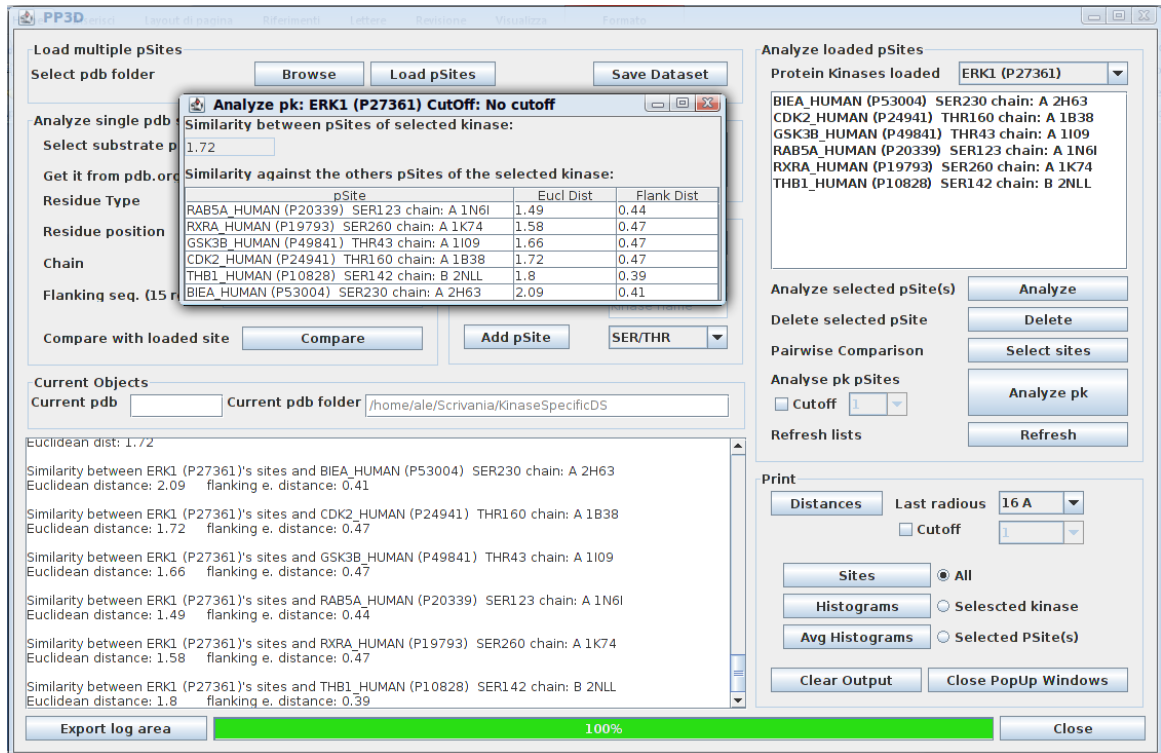 PP3D
Inserisci Layout di pagina Riferimenti Lettere Revisione Visualizza Formato
Load multiple pSites
Select pdb folder Browse Load pSites Save Dataset
Analyze single pdb s
Select substrate p
Get it from pdb.org
Residue Type
Residue position
Chain
Flanking seq. (15 r
Compare with loaded site Compare
Add pSite SER/THR
Analyze pk: ERK1 (P27361) CutOff: No cutoff
Similarity between pSites of selected kinase:
1.72
Similarity against the others pSites of the selected kinase:
pSite Eucl Dist Flank Dist
RAB5A_HUMAN (P20339) SER123 chain: A 1N6I 1.49 0.44
RXRA_HUMAN (P19793) SER260 chain: A 1K74 1.58 0.47
GSK3B_HUMAN (P49841) THR43 chain: A 1I09 1.66 0.47
CDK2_HUMAN (P24941) THR160 chain: A 1B38 1.72 0.47
THB1_HUMAN (P10828) SER142 chain: B 2NLL 1.8 0.39
BIEA_HUMAN (P53004) SER230 chain: A 2H63 2.09 0.41
Current Objects
Current pdb Current pdb folder /home/ale/Scrivania/KinaseSpecificDS
Euclidean dist: 1.72
Similarity between ERK1 (P27361)'s sites and BIEA_HUMAN (P53004) SER230 chain: A 2H63
Euclidean distance: 2.09 flanking e. distance: 0.41
Similarity between ERK1 (P27361)'s sites and CDK2_HUMAN (P24941) THR160 chain: A 1B38
Euclidean distance: 1.72 flanking e. distance: 0.47
Similarity between ERK1 (P27361)'s sites and GSK3B_HUMAN (P49841) THR43 chain: A 1I09
Euclidean distance: 1.66 flanking e. distance: 0.47
Similarity between ERK1 (P27361)'s sites and RAB5A_HUMAN (P20339) SER123 chain: A 1N6I
Euclidean distance: 1.49 flanking e. distance: 0.44
Similarity between ERK1 (P27361)'s sites and RXRA_HUMAN (P19793) SER260 chain: A 1K74
Euclidean distance: 1.58 flanking e. distance: 0.47
Similarity between ERK1 (P27361)'s sites and THB1_HUMAN (P10828) SER142 chain: B 2NLL
Euclidean distance: 1.8 flanking e. distance: 0.39
Export log area 100% Close
Analyze loaded pSites
Protein Kinases loaded ERK1 (P27361)
BIEA_HUMAN (P53004) SER230 chain: A 2H63
CDK2_HUMAN (P24941) THR160 chain: A 1B38
GSK3B_HUMAN (P49841) THR43 chain: A 1I09
RAB5A_HUMAN (P20339) SER123 chain: A 1N6I
RXRA_HUMAN (P19793) SER260 chain: A 1K74
THB1_HUMAN (P10828) SER142 chain: B 2NLL
Analyze selected pSite(s) Analyze
Delete selected pSite Delete
Pairwise Comparison Select sites
Analyse pk pSites
Cutoff 1 Analyze pk
Refresh lists Refresh
Print
Distances Last radious 16 A
Cutoff 1
Sites All
Histograms Selescted kinase
Avg Histograms Selected PSite(s)
Clear Output Close PopUp Windows